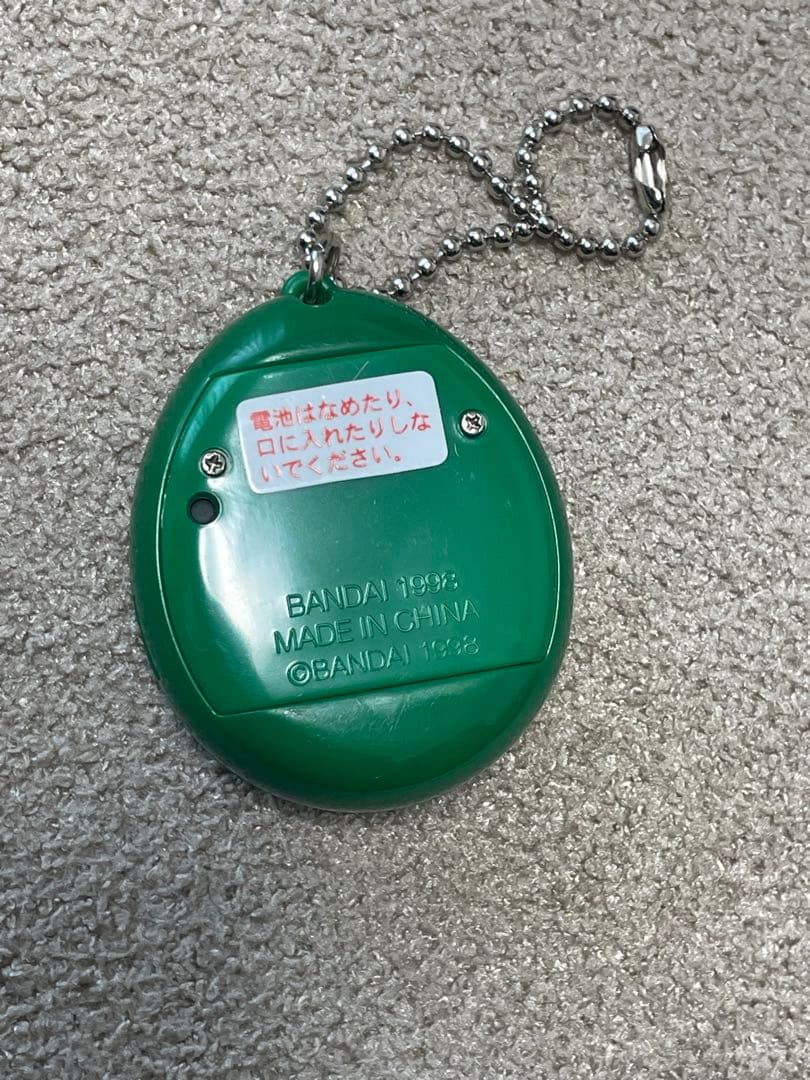 電池はなめたり、
口に入れたりしな
いでください。
BANDAI 1998
MADE IN CHINA
©BANDAI 1998